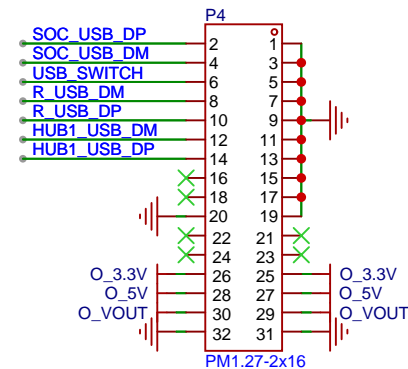 P4
SOC_USB_DP 2 1
SOC_USB_DM 4 3
USB_SWITCH 6 5
R_USB_DM 8 7
R_USB_DP 10 9
HUB1_USB_DM 12 11
HUB1_USB_DP 14 13
16 15
18 17
20 19
22 21
24 23
O_3.3V 26 25 O_3.3V
O_5V 28 27 O_5V
O_VOUT 30 29 O_VOUT
32 31
PM1.27-2x16